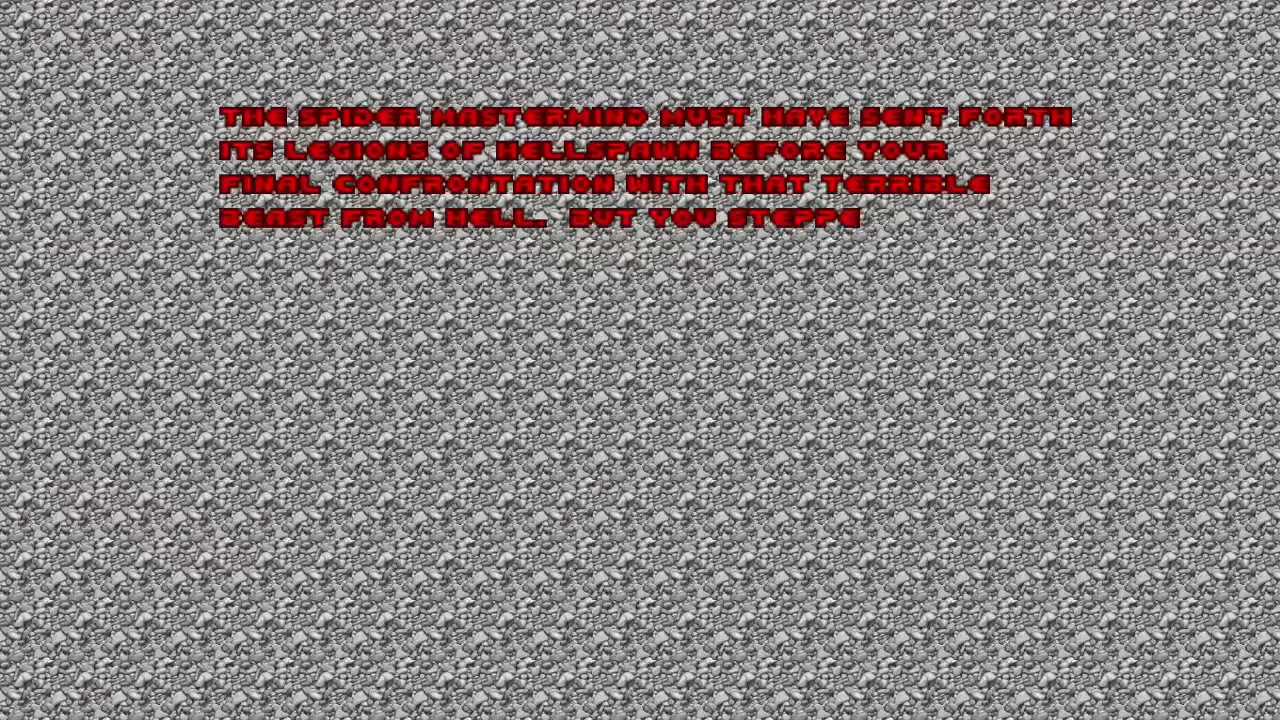 THE SPIDER MASTERMIND MUST HAVE SENT FORTH
ITS LEGIONS OF HELLSPAWN BEFORE YOUR
FINAL CONFRONTATION WITH THAT TERRIBLE
BEAST FROM HELL.  BUT YOU STEPPE